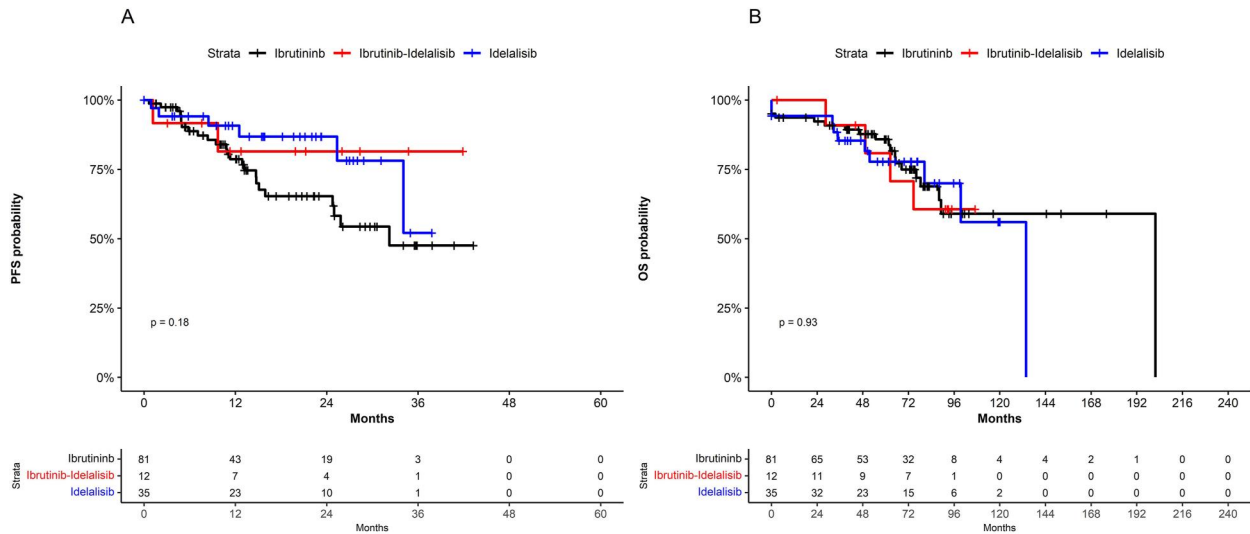 A
Strata Ibrutininb Ibrutinib-Idelalisib Idelalisib
100%
75%
50%
25%
0%
PFS probability
p = 0.18
0 12 24 36 48 60
Months
Strata
Ibrutininb 81 43 19 3 0 0
Ibrutinib-Idelalisib 12 7 4 1 0 0
Idelalisib 35 23 10 1 0 0
0 12 24 36 48 60
Months
B
Strata Ibrutininb Ibrutinib-Idelalisib Idelalisib
100%
75%
50%
25%
0%
OS probability
p = 0.93
0 24 48 72 96 120 144 168 192 216 240
Months
Strata
Ibrutininb 81 65 53 32 8 4 4 2 1 0 0
Ibrutinib-Idelalisib 12 11 9 7 1 0 0 0 0 0 0
Idelalisib 35 32 23 15 6 2 0 0 0 0 0
0 24 48 72 96 120 144 168 192 216 240
Months